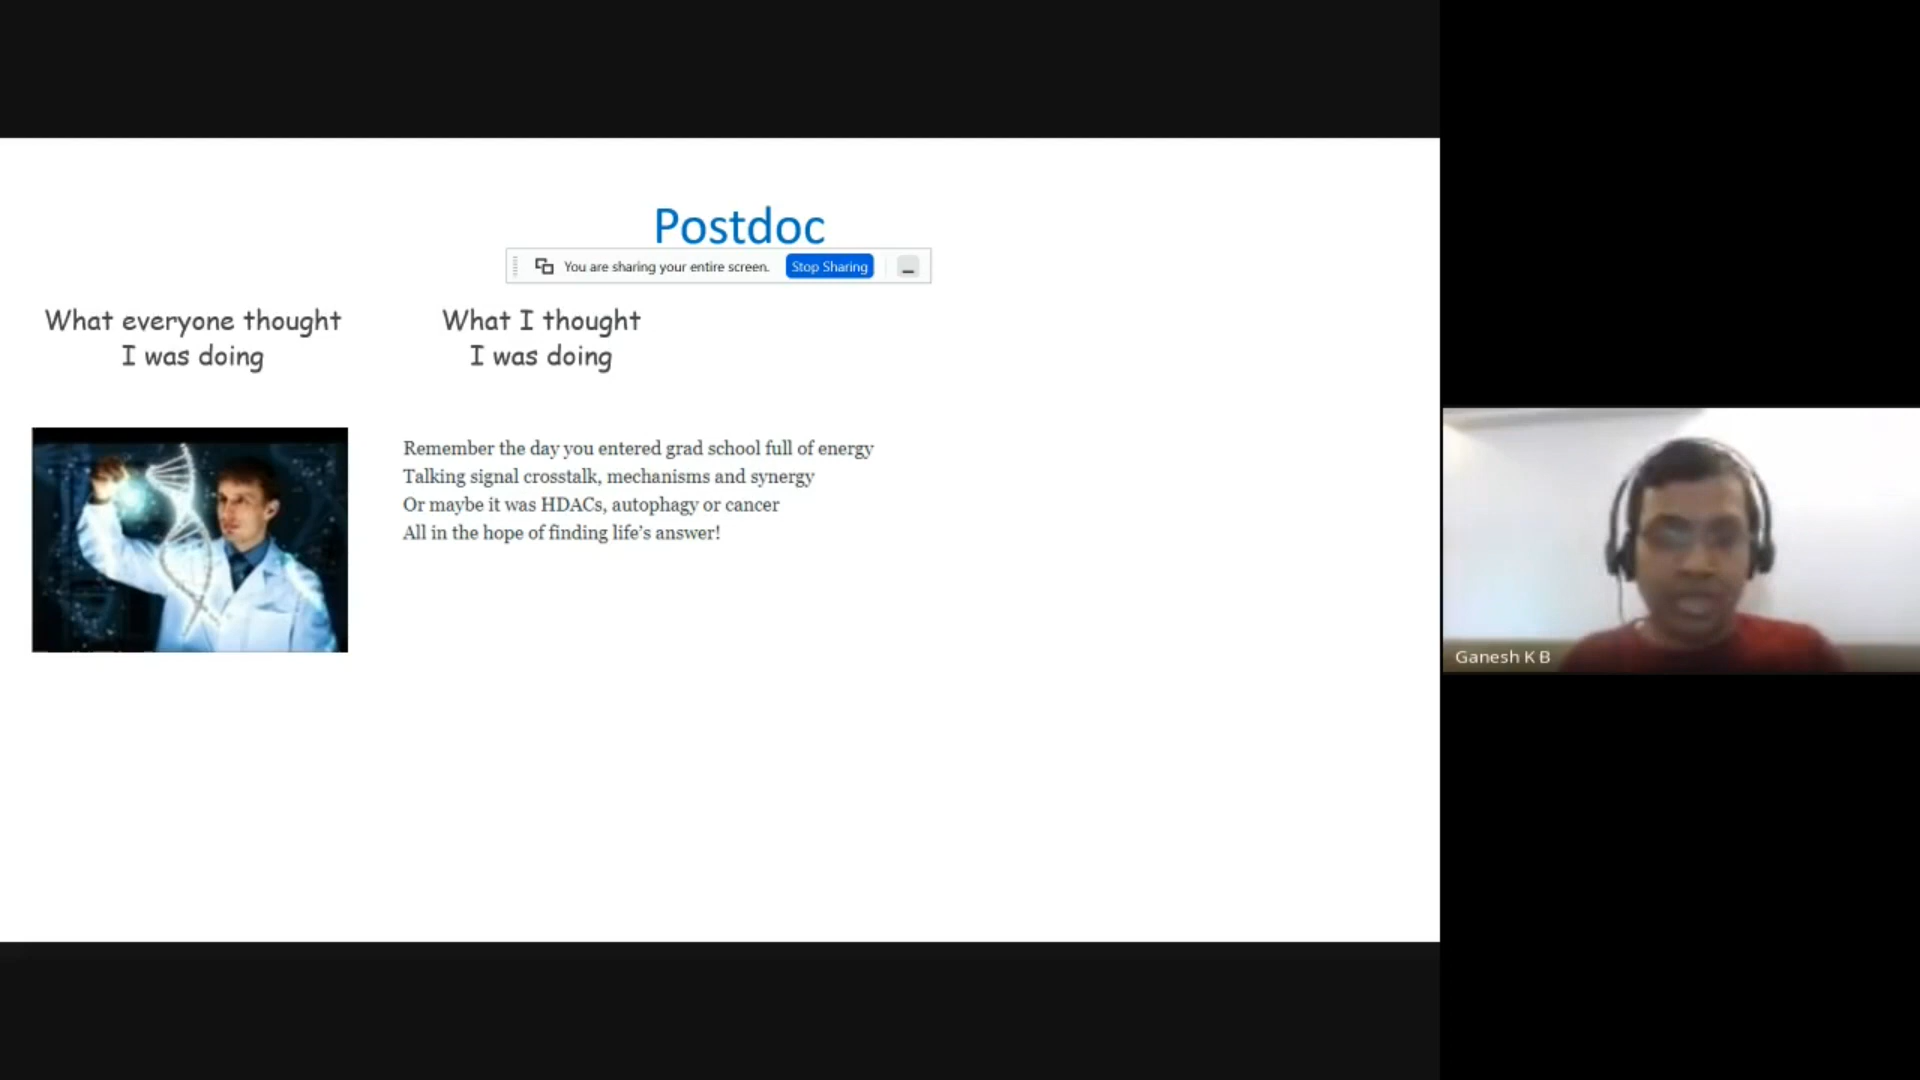 Postdoc
You are sharing your entire screen. Stop Sharing
What everyone thought
I was doing
What I thought
I was doing
Remember the day you entered grad school full of energy
Talking signal crosstalk, mechanisms and synergy
Or maybe it was HDACs, autophagy or cancer
All in the hope of finding life’s answer!
Ganesh K B